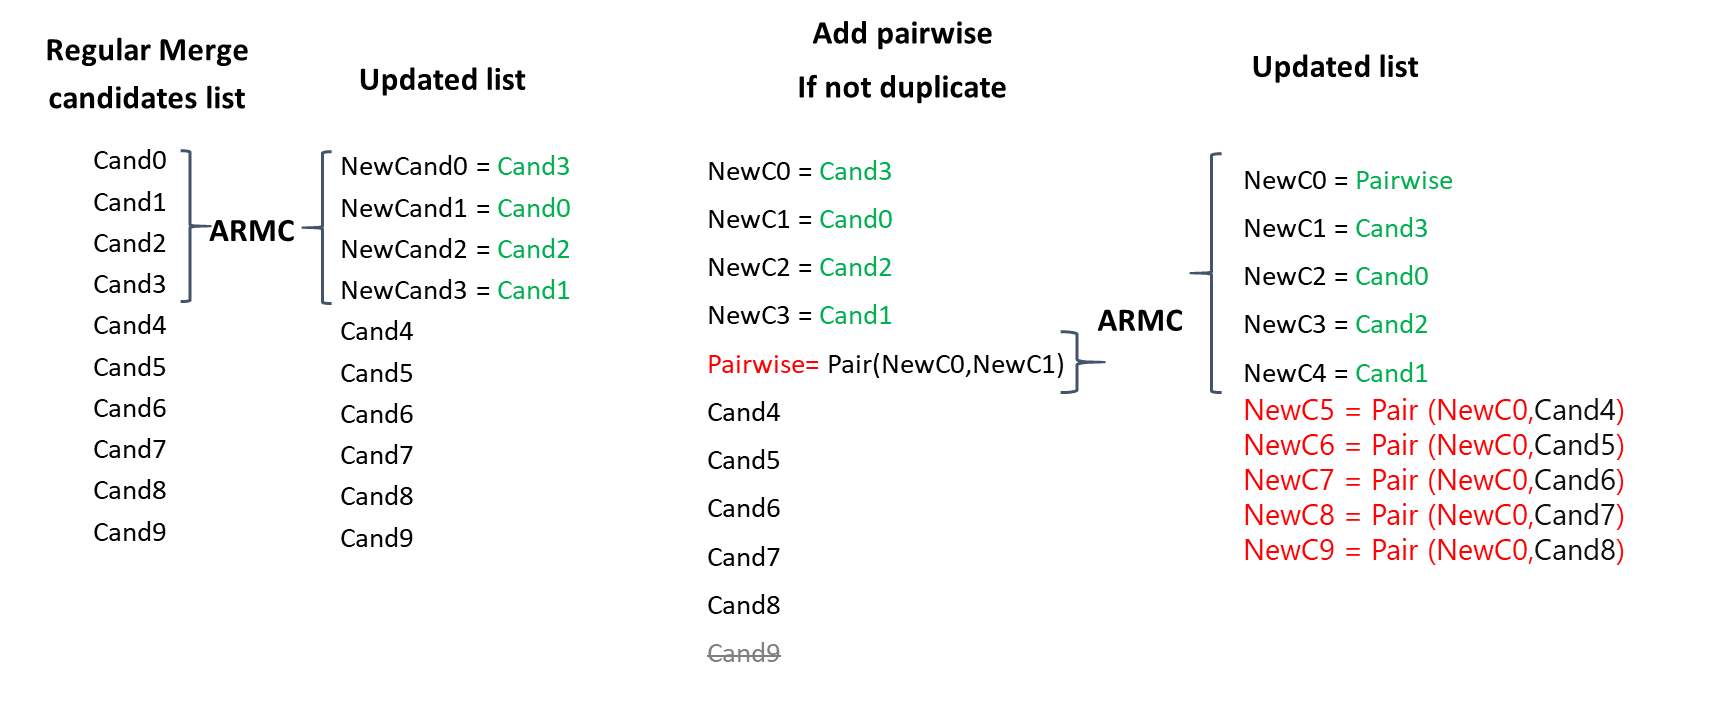 Regular Merge
candidates list
Cand0
Cand1
Cand2
Cand3
Cand4
Cand5
Cand6
Cand7
Cand8
Cand9
ARMC
Updated list
NewCand0 = Cand3
NewCand1 = Cand0
NewCand2 = Cand2
NewCand3 = Cand1
Cand4
Cand5
Cand6
Cand7
Cand8
Cand9
Add pairwise
If not duplicate
NewC0 = Cand3
NewC1 = Cand0
NewC2 = Cand2
NewC3 = Cand1
Pairwise= Pair(NewC0,NewC1)
Cand4
Cand5
Cand6
Cand7
Cand8
Cand9
ARMC
Updated list
NewC0 = Pairwise
NewC1 = Cand3
NewC2 = Cand0
NewC3 = Cand2
NewC4 = Cand1
NewC5 = Pair (NewC0,Cand4)
NewC6 = Pair (NewC0,Cand5)
NewC7 = Pair (NewC0,Cand6)
NewC8 = Pair (NewC0,Cand7)
NewC9 = Pair (NewC0,Cand8)